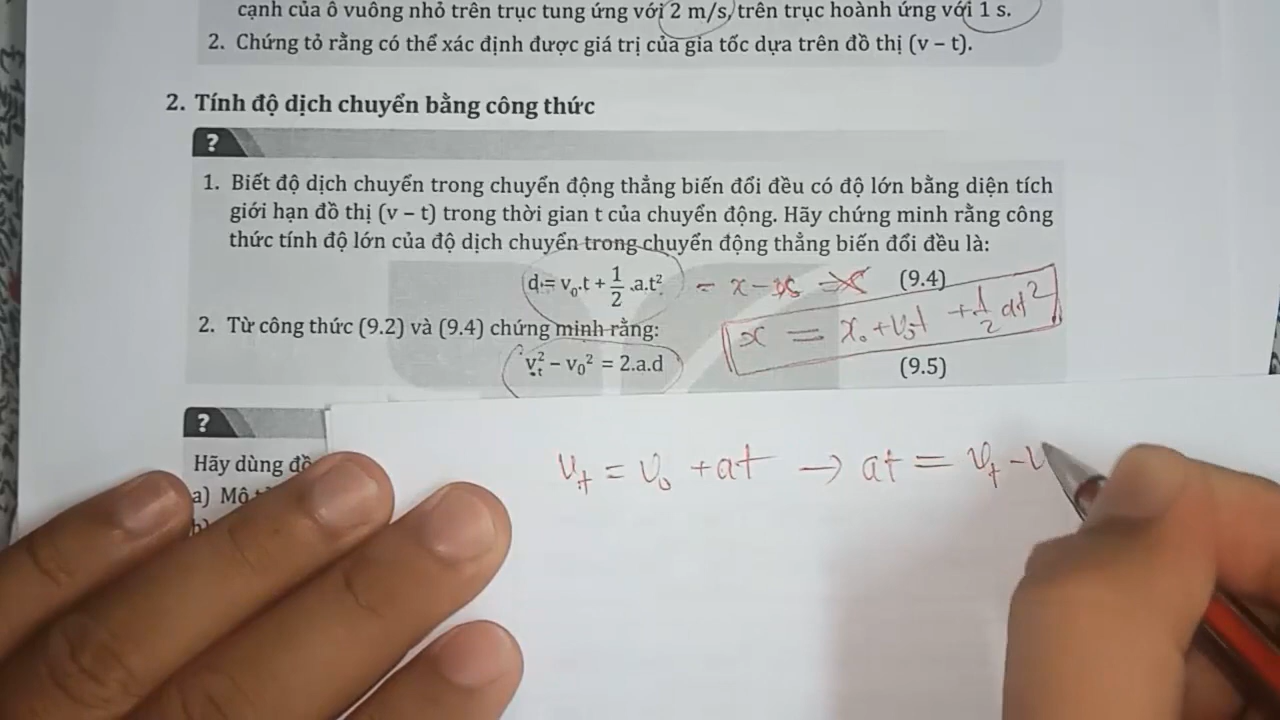 cạnh của ô vuông nhỏ trên trục tung ứng với 2 m/s, trên trục hoành ứng với 1 s.
2. Chứng tỏ rằng có thể xác định được giá trị của gia tốc dựa trên đồ thị (v – t).
2. Tính độ dịch chuyển bằng công thức
?
1. Biết độ dịch chuyển trong chuyển động thẳng biến đổi đều có độ lớn bằng diện tích
giới hạn đồ thị (v – t) trong thời gian t của chuyển động. Hãy chứng minh rằng công
thức tính độ lớn của độ dịch chuyển trong chuyển động thẳng biến đổi đều là:
d = v₀.t + 1/2 .a.t² = x - x₀ (9.4)
x = x₀ + v₀t + 1/2 at²
2. Từ công thức (9.2) và (9.4) chứng minh rằng:
vₜ² – v₀² = 2.a.d (9.5)
?
Hãy dùng đồ
a) Mô
b)
vₜ = v₀ + at → at = vₜ - v